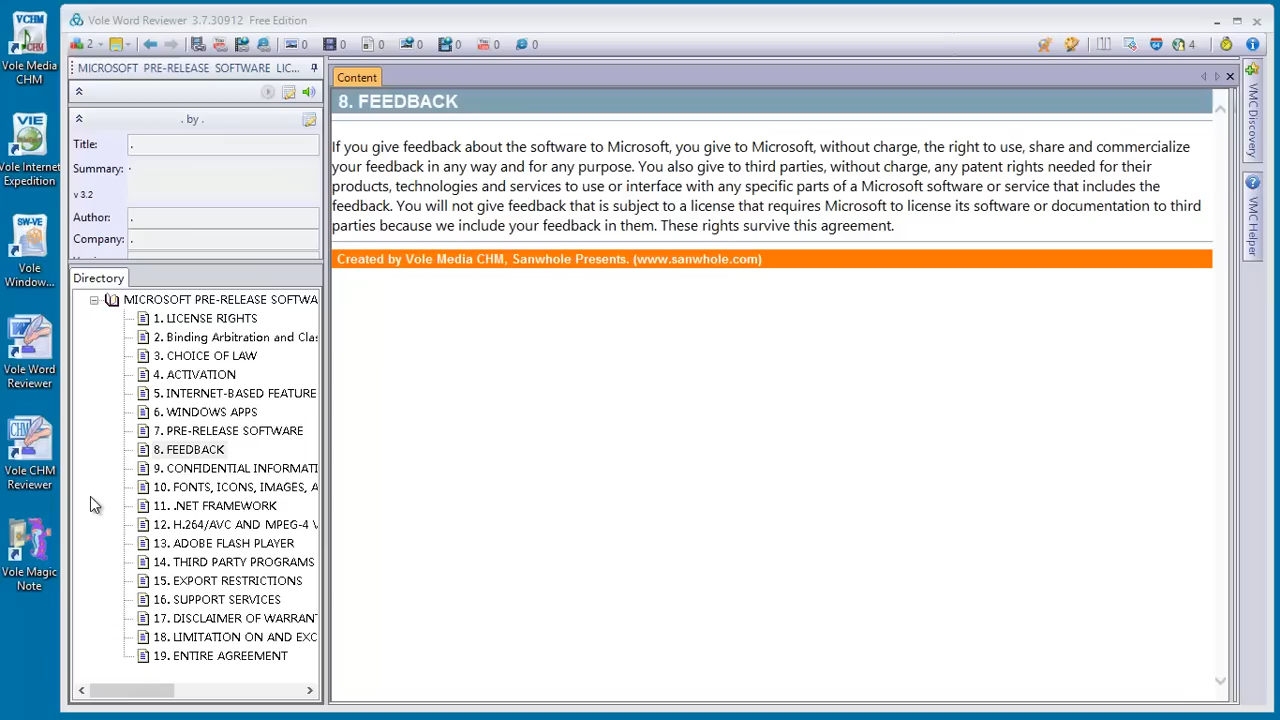 Vole Media
CHM
Vole Internet
Expedition
Vole
Window...
Vole Word
Reviewer
Vole CHM
Reviewer
Vole Magic
Note
Vole Word Reviewer 3.7.30912 Free Edition
2
0
0
0
0
0
0
0
4
MICROSOFT PRE-RELEASE SOFTWARE LIC...
. by .
Title: .
Summary: .
v 3.2
Author: .
Company: .
Directory
MICROSOFT PRE-RELEASE SOFTWA
1. LICENSE RIGHTS
2. Binding Arbitration and Clas
3. CHOICE OF LAW
4. ACTIVATION
5. INTERNET-BASED FEATURE
6. WINDOWS APPS
7. PRE-RELEASE SOFTWARE
8. FEEDBACK
9. CONFIDENTIAL INFORMATI
10. FONTS, ICONS, IMAGES, A
11. .NET FRAMEWORK
12. H.264/AVC AND MPEG-4 V
13. ADOBE FLASH PLAYER
14. THIRD PARTY PROGRAMS
15. EXPORT RESTRICTIONS
16. SUPPORT SERVICES
17. DISCLAIMER OF WARRANT
18. LIMITATION ON AND EXC
19. ENTIRE AGREEMENT
Content
8. FEEDBACK
If you give feedback about the software to Microsoft, you give to Microsoft, without charge, the right to use, share and commercialize
your feedback in any way and for any purpose. You also give to third parties, without charge, any patent rights needed for their
products, technologies and services to use or interface with any specific parts of a Microsoft software or service that includes the
feedback. You will not give feedback that is subject to a license that requires Microsoft to license its software or documentation to third
parties because we include your feedback in them. These rights survive this agreement.
Created by Vole Media CHM, Sanwhole Presents. (www.sanwhole.com)
VMC Discovery
VMC Helper